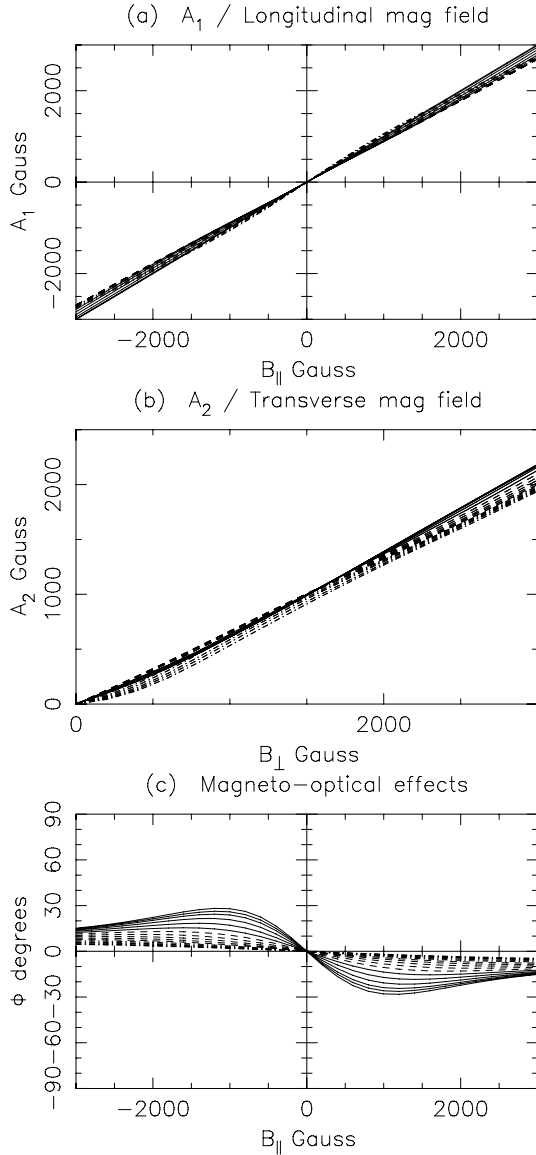 (a) A₁ / Longitudinal mag field
2000
0
−2000
A₁ Gauss
−2000 0 2000
B∥ Gauss
(b) A₂ / Transverse mag field
2000
1000
0
A₂ Gauss
0 2000
B⊥ Gauss
(c) Magneto−optical effects
90
60
30
0
−30
−60
−90
φ degrees
−2000 0 2000
B∥ Gauss